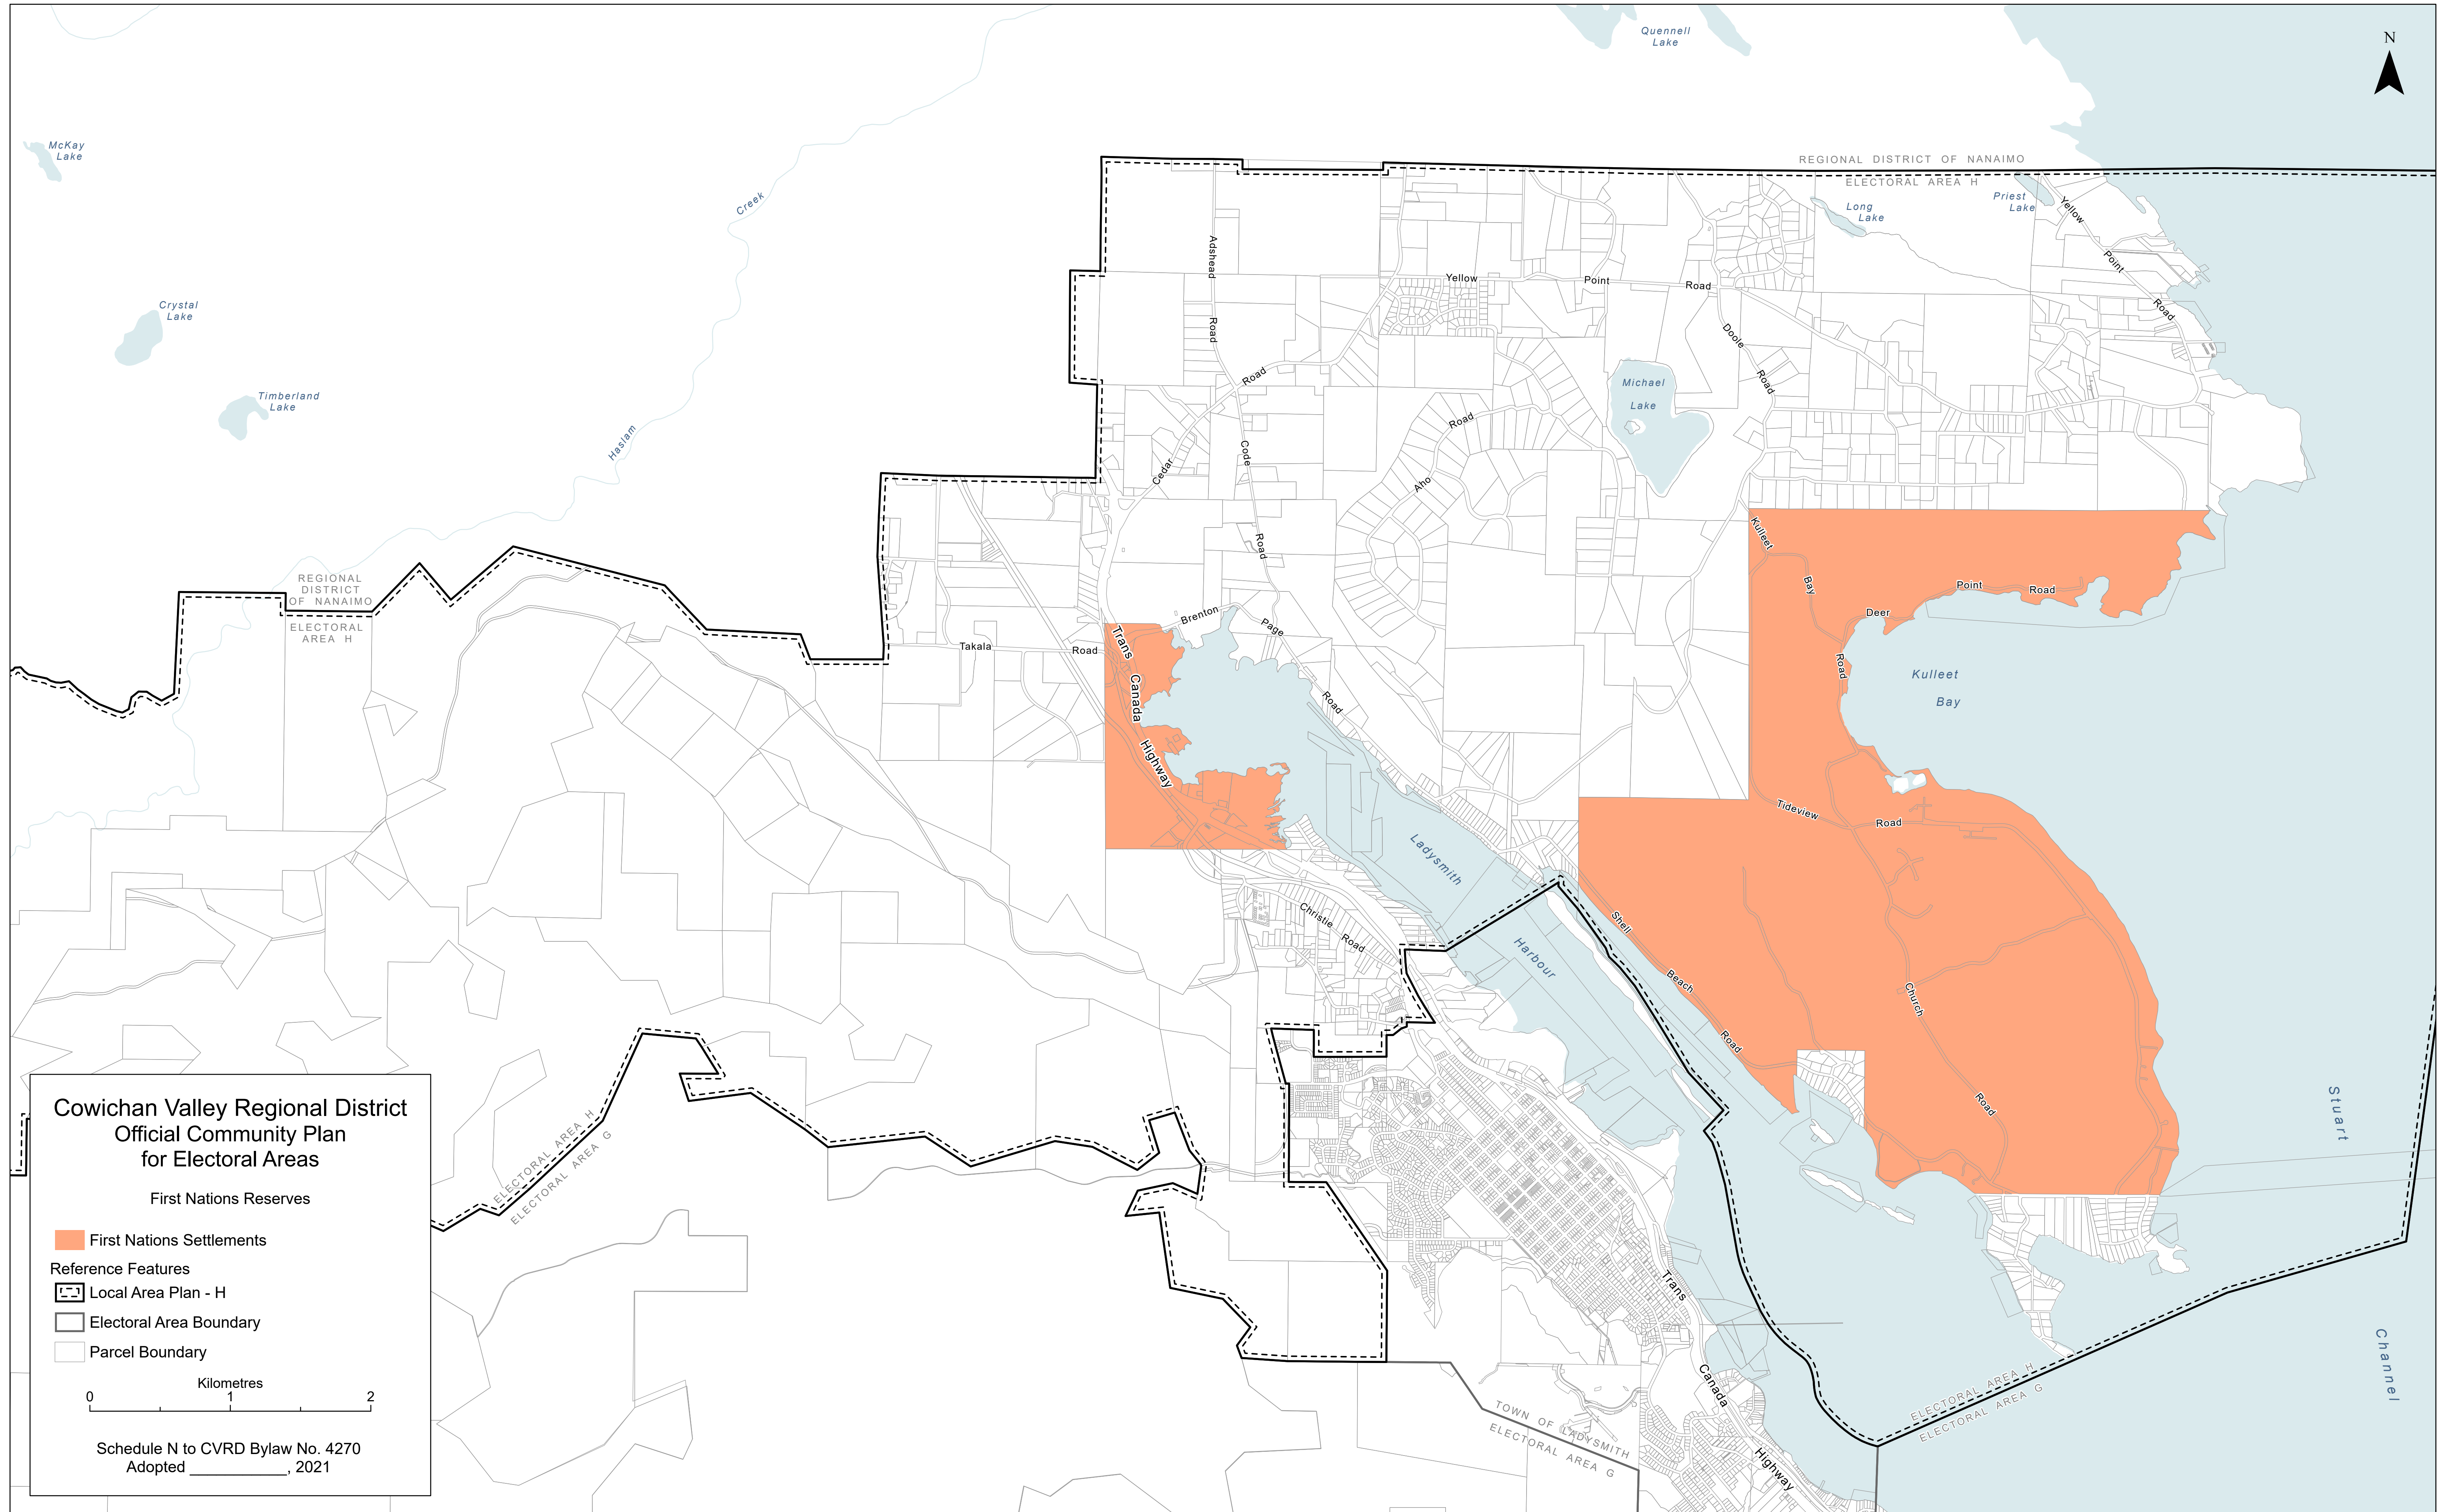 Quennell
Lake
N
McKay
Lake
REGIONAL DISTRICT OF NANAIMO
ELECTORAL AREA H
Priest
Lake
Long
Lake
Yellow
Point
Road
Creek
Adshead
Road
Yellow
Point
Road
Crystal
Lake
Doole
Road
Timberland
Lake
Haslam
Road
Cedar
Michael
Lake
Road
Aho
Code
Road
Kulleet
Bay
Road
REGIONAL
DISTRICT
OF NANAIMO
ELECTORAL
AREA H
Deer
Point
Road
Brenton
Page
Road
Takala
Road
Trans
Canada
Highway
Kulleet
Bay
Tideview
Road
Ladysmith
Harbour
Christie
Road
Shell
Beach
Road
Church
Road
Stuart
Channel
ELECTORAL AREA H
ELECTORAL AREA G
Trans
Canada
Highway
TOWN OF LADYSMITH
ELECTORAL AREA G
ELECTORAL AREA H
ELECTORAL AREA G
Cowichan Valley Regional District
Official Community Plan
for Electoral Areas
First Nations Reserves
First Nations Settlements
Reference Features
Local Area Plan - H
Electoral Area Boundary
Parcel Boundary
Kilometres
0 1 2
Schedule N to CVRD Bylaw No. 4270
Adopted ____________, 2021